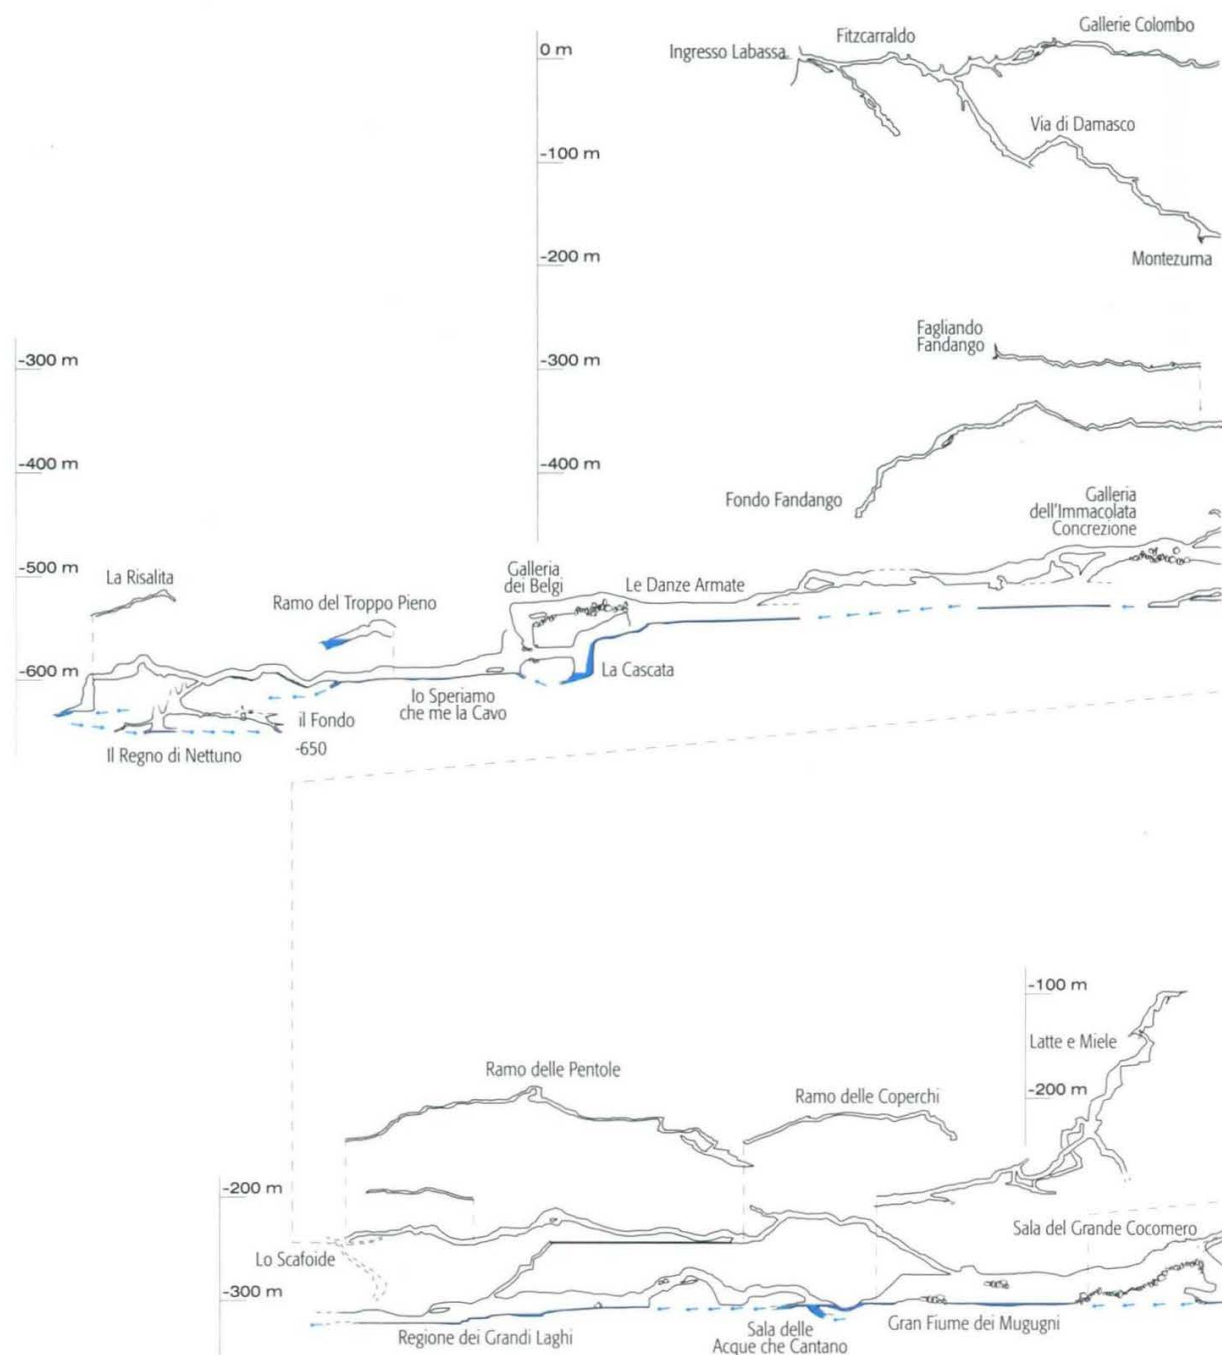 Gallerie Colombo
Fitzcarraldo
0 m
Ingresso Labassa
Via di Damasco
-100 m
-200 m
Montezuma
Fagliando
Fandango
-300 m
-300 m
-400 m
-400 m
Fondo Fandango
Galleria
dell'Immacolata
Concrezione
-500 m
La Risalita
Galleria
dei Belgi
Le Danze Armate
Ramo del Troppo Pieno
-600 m
La Cascata
Io Speriamo
che me la Cavo
il Fondo
-650
Il Regno di Nettuno
-100 m
Latte e Miele
Ramo delle Pentole
-200 m
Ramo delle Coperchi
-200 m
Sala del Grande Cocomero
Lo Scafoide
-300 m
Regione dei Grandi Laghi
Sala delle
Acque che Cantano
Gran Fiume dei Mugugni